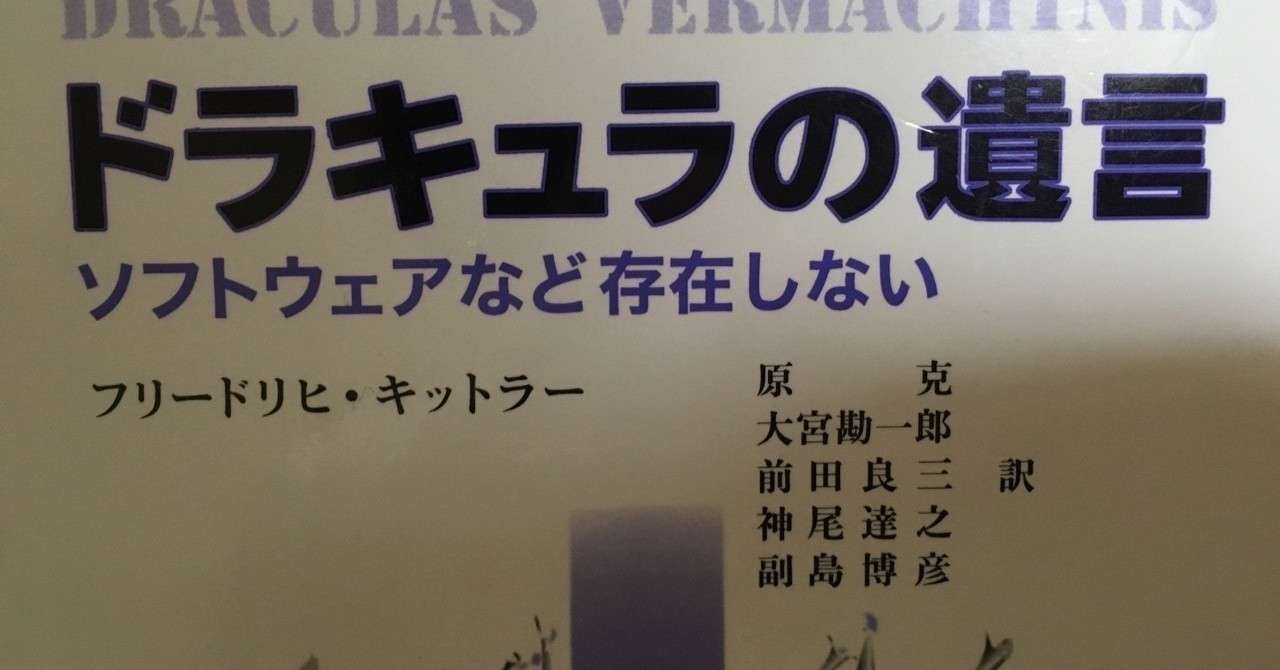 DRACULAS VERMÄCHTNIS
ドラキュラの遺言
ソフトウェアなど存在しない
フリードリヒ・キットラー
原 克
大宮勘一郎
前田良三 訳
神尾達之
副島博彦